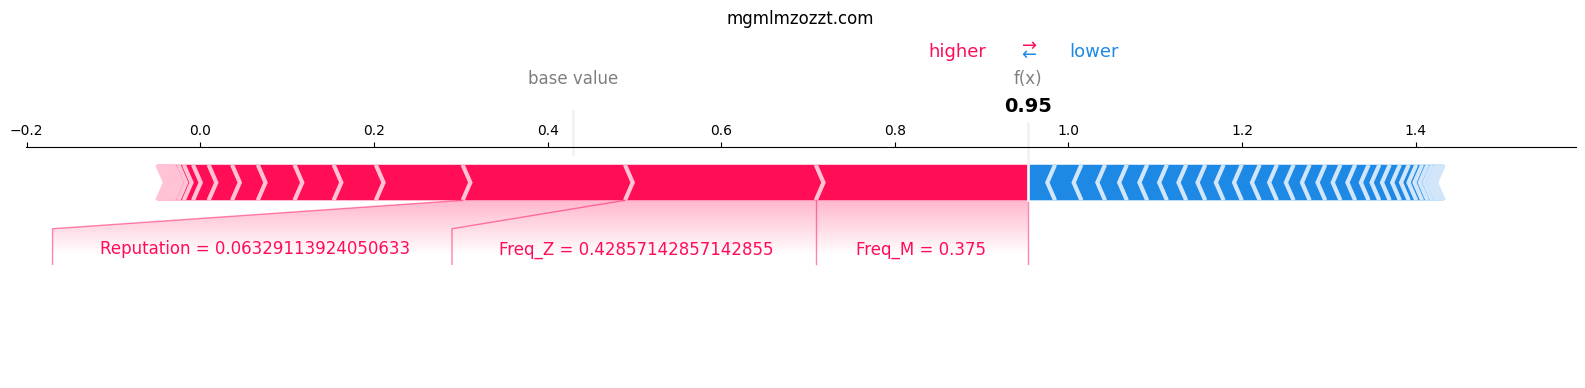 mgmlmzozzt.com
higher ⇄ lower
base value f(x)
0.95
−0.2 0.0 0.2 0.4 0.6 0.8 1.0 1.2 1.4
Reputation = 0.06329113924050633 Freq_Z = 0.42857142857142855 Freq_M = 0.375